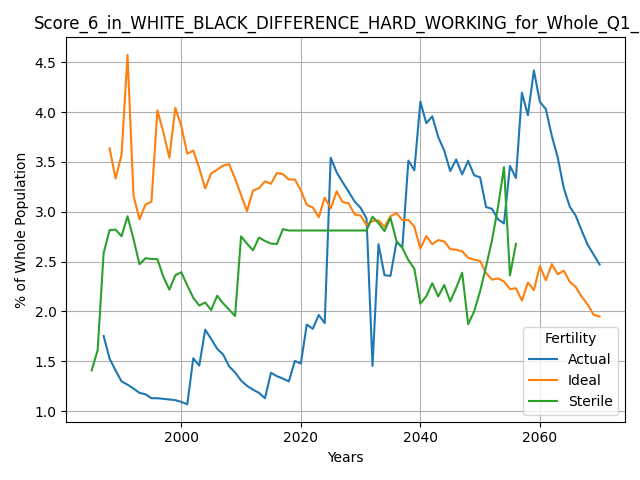 Score_6_in_WHITE_BLACK_DIFFERENCE_HARD_WORKING_for_Whole_Q1_
4.5
4.0
3.5
3.0
2.5
2.0
1.5
1.0
% of Whole Population
2000
2020
2040
2060
Years
Fertility
Actual
Ideal
Sterile